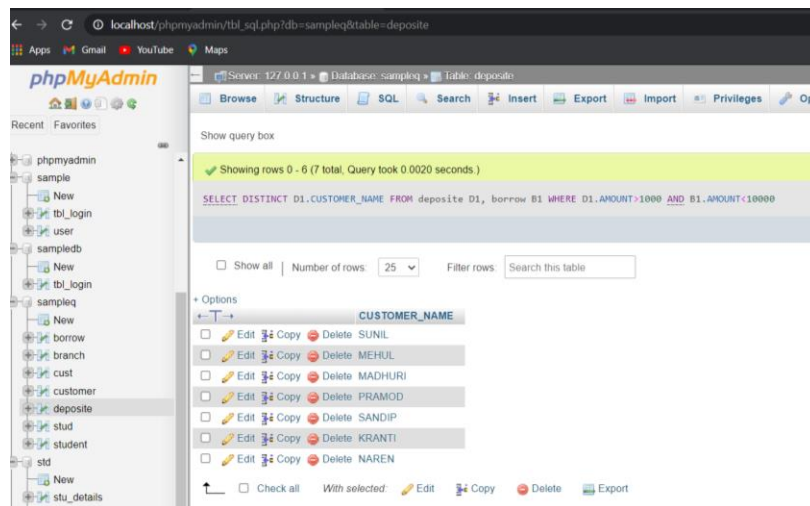 localhost/phpmyadmin/tbl_sql.php?db=sampleq&table=deposite
Apps Gmail YouTube Maps
phpMyAdmin
Recent Favorites
phpmyadmin
sample
New
tbl_login
user
sampledb
New
tbl_login
sampleq
New
borrow
branch
cust
customer
deposite
stud
student
std
New
stu_details
Server: 127.0.0.1 » Database: sampleq » Table: deposite
Browse Structure SQL Search Insert Export Import Privileges Op
Show query box
Showing rows 0 - 6 (7 total, Query took 0.0020 seconds.)
SELECT DISTINCT D1.CUSTOMER_NAME FROM deposite D1, borrow B1 WHERE D1.AMOUNT>1000 AND B1.AMOUNT<10000
Show all | Number of rows: 25 Filter rows: Search this table
+ Options
←T→ CUSTOMER_NAME
Edit Copy Delete SUNIL
Edit Copy Delete MEHUL
Edit Copy Delete MADHURI
Edit Copy Delete PRAMOD
Edit Copy Delete SANDIP
Edit Copy Delete KRANTI
Edit Copy Delete NAREN
Check all With selected: Edit Copy Delete Export